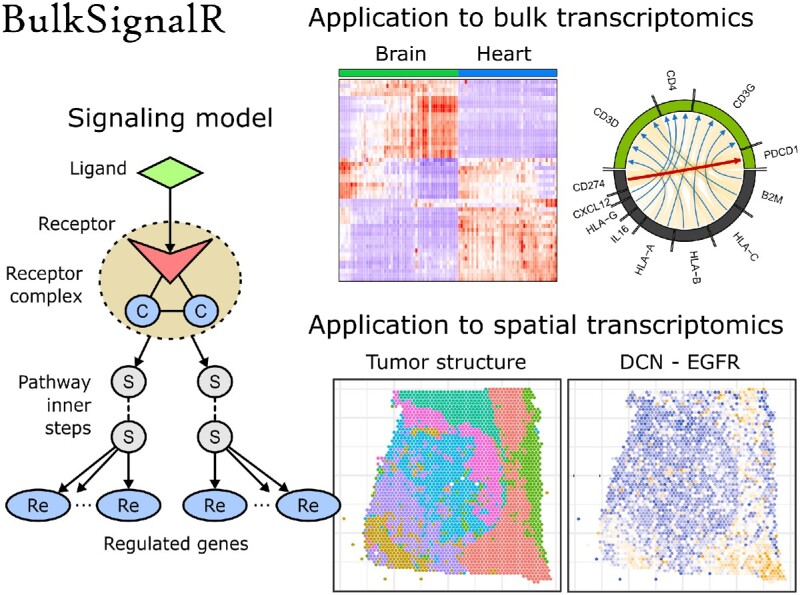 BulkSignalR
Signaling model
Ligand
Receptor
Receptor
complex
C
C
Pathway
inner
steps
S
S
S
S
Re
...
Re
Re
...
Re
Regulated genes
Application to bulk transcriptomics
Brain
Heart
CD4
CD3G
CD3D
PDCD1
CD274
CXCL12
HLA-G
IL16
HLA-A
HLA-B
HLA-C
B2M
Application to spatial transcriptomics
Tumor structure
DCN - EGFR